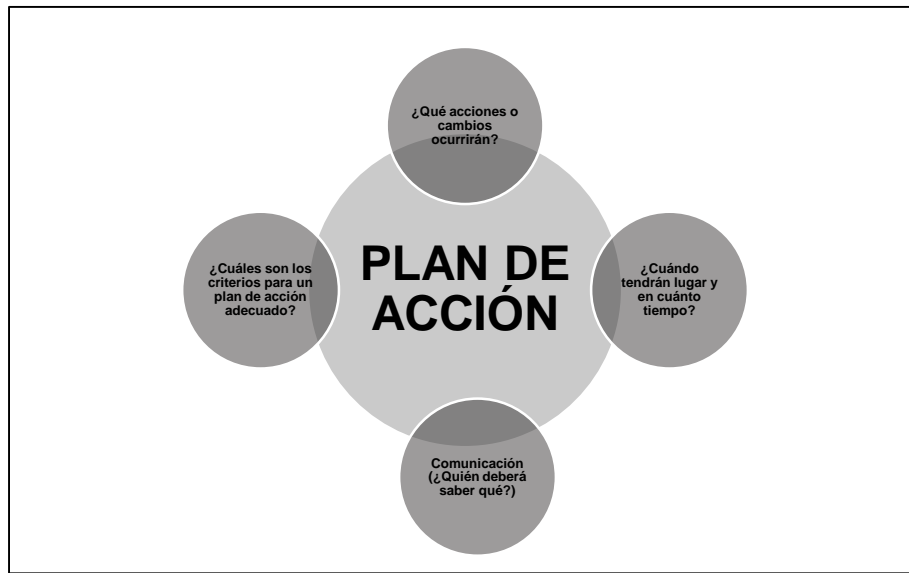 ¿Qué acciones o
cambios
ocurrirán?
¿Cuáles son los
criterios para un
plan de acción
adecuado?
PLAN DE
ACCIÓN
¿Cuándo
tendrán lugar y
en cuánto
tiempo?
Comunicación
(¿Quién deberá
saber qué?)